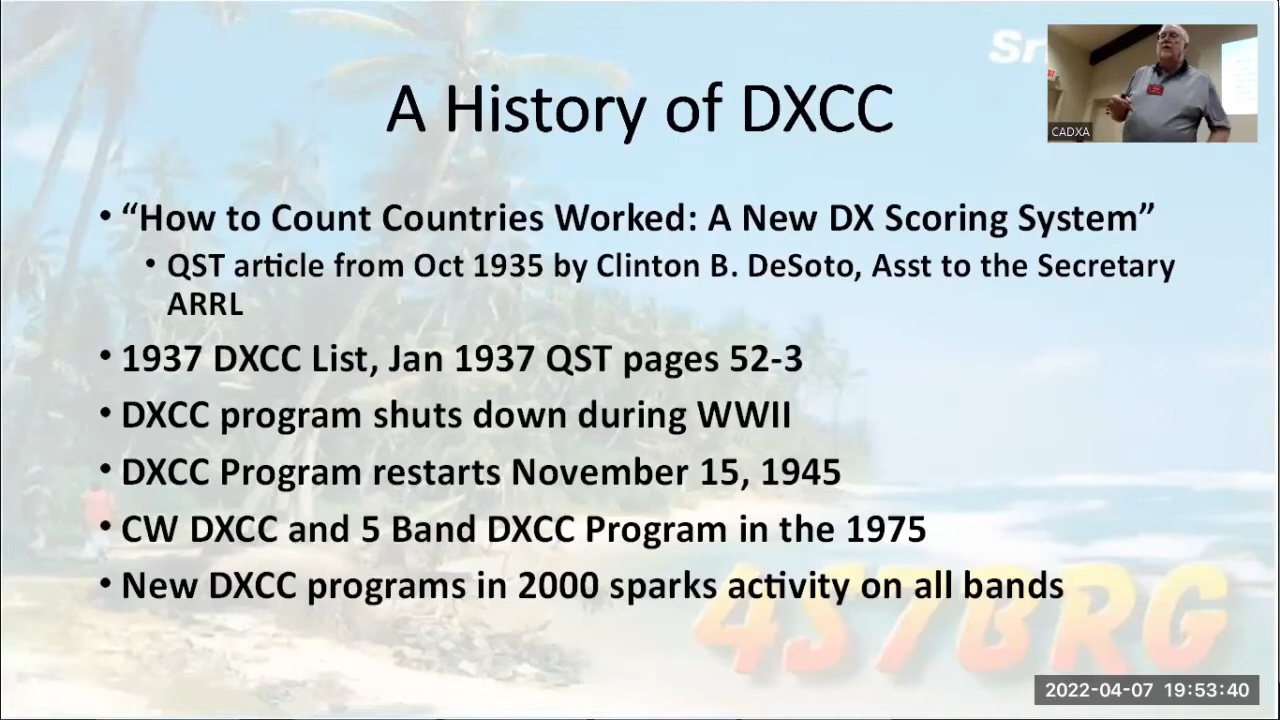 Sr
A History of DXCC
CADXA
• “How to Count Countries Worked: A New DX Scoring System”
• QST article from Oct 1935 by Clinton B. DeSoto, Asst to the Secretary
ARRL
• 1937 DXCC List, Jan 1937 QST pages 52-3
• DXCC program shuts down during WWII
• DXCC Program restarts November 15, 1945
• CW DXCC and 5 Band DXCC Program in the 1975
• New DXCC programs in 2000 sparks activity on all bands
4S7BRG
2022-04-07 19:53:40